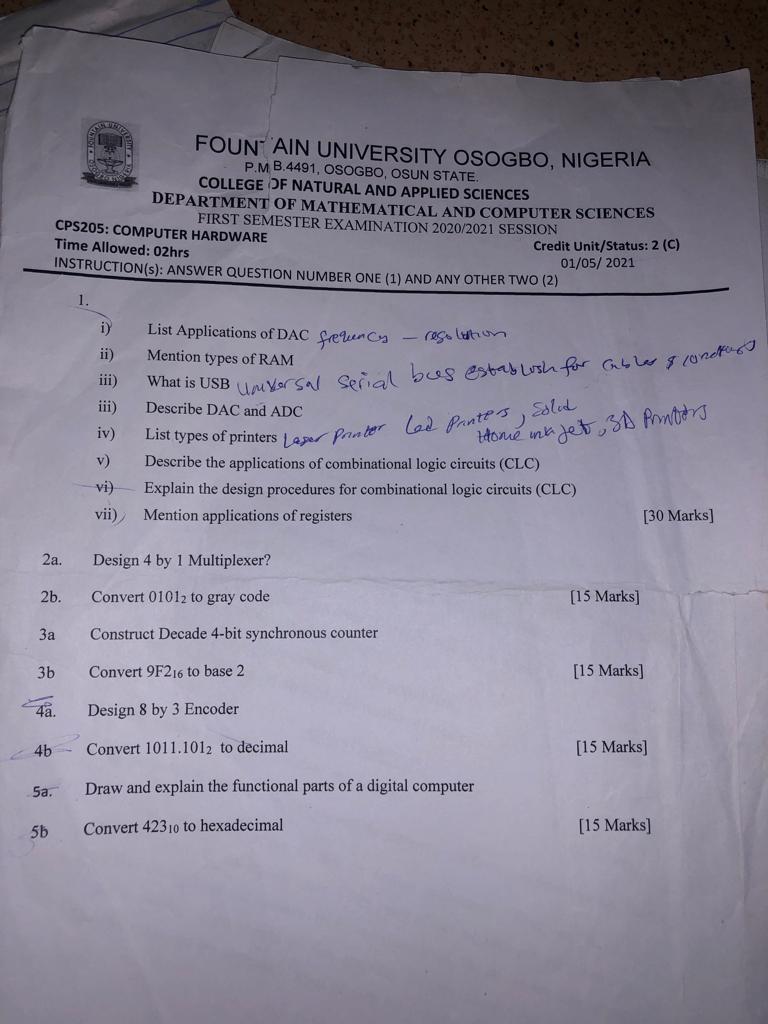 FOUNTAIN UNIVERSITY OSOGBO, NIGERIA
P.M.B.4491, OSOGBO, OSUN STATE.
COLLEGE OF NATURAL AND APPLIED SCIENCES
DEPARTMENT OF MATHEMATICAL AND COMPUTER SCIENCES
FIRST SEMESTER EXAMINATION 2020/2021 SESSION
CPS205: COMPUTER HARDWARE
Time Allowed: 02hrs Credit Unit/Status: 2 (C)
INSTRUCTION(s): ANSWER QUESTION NUMBER ONE (1) AND ANY OTHER TWO (2) 01/05/ 2021
1.
i) List Applications of DAC frequency – resolution
ii) Mention types of RAM
iii) What is USB Universal Serial bus establish for cables &
iii) Describe DAC and ADC
iv) List types of printers Laser Printer Led Printers, Solid
Home ink jet, 3D Printers
v) Describe the applications of combinational logic circuits (CLC)
vi) Explain the design procedures for combinational logic circuits (CLC)
vii) Mention applications of registers [30 Marks]
2a. Design 4 by 1 Multiplexer?
2b. Convert 0101₂ to gray code [15 Marks]
3a Construct Decade 4-bit synchronous counter
3b Convert 9F2₁₆ to base 2 [15 Marks]
4a. Design 8 by 3 Encoder
4b Convert 1011.101₂ to decimal [15 Marks]
5a. Draw and explain the functional parts of a digital computer
5b Convert 423₁₀ to hexadecimal [15 Marks]